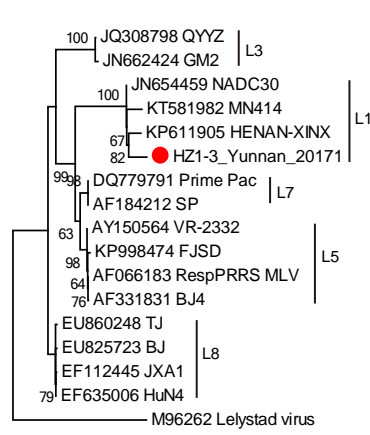 100 JQ308798 QYYZ
JN662424 GM2
L3
JN654459 NADC30
100
KT581982 MN414
L1
KP611905 HENAN-XINX
67
82 HZ1-3_Yunnan_20171
99 98 DQ779791 Prime Pac
L7
AF184212 SP
AY150564 VR-2332
63
KP998474 FJSD
L5
98
AF066183 RespPRRS MLV
64
76 AF331831 BJ4
EU860248 TJ
EU825723 BJ
L8
EF112445 JXA1
79 EF635006 HuN4
M96262 Lelystad virus